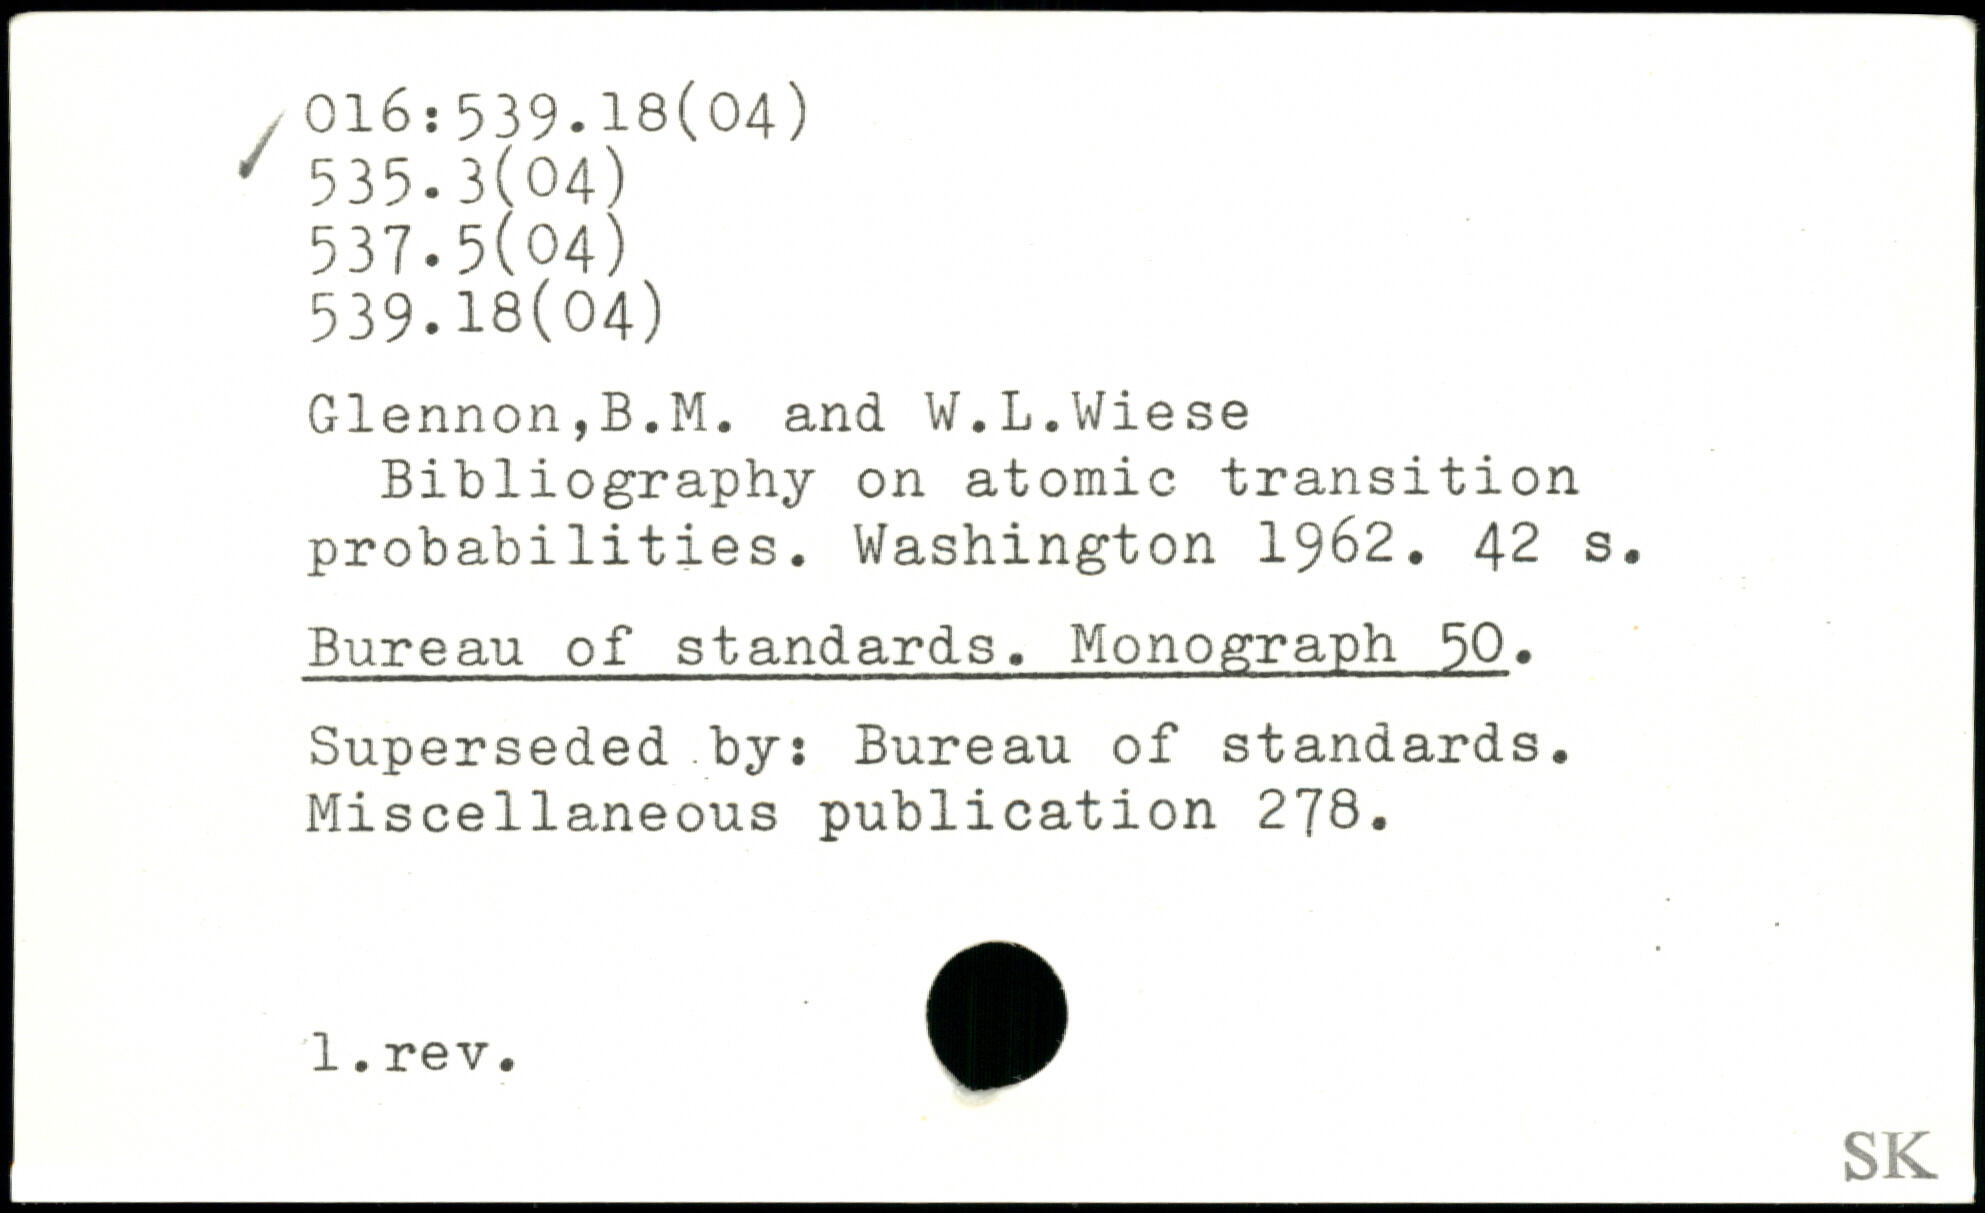 016:539.18(04)
535.3(04)
537.5(04)
539.18(04)
Glennon,B.M. and W.L.Wiese
Bibliography on atomic transition
probabilities. Washington 1962. 42 s.
Bureau of standards. Monograph 50.
Superseded by: Bureau of standards.
Miscellaneous publication 278.
1.rev.
SK